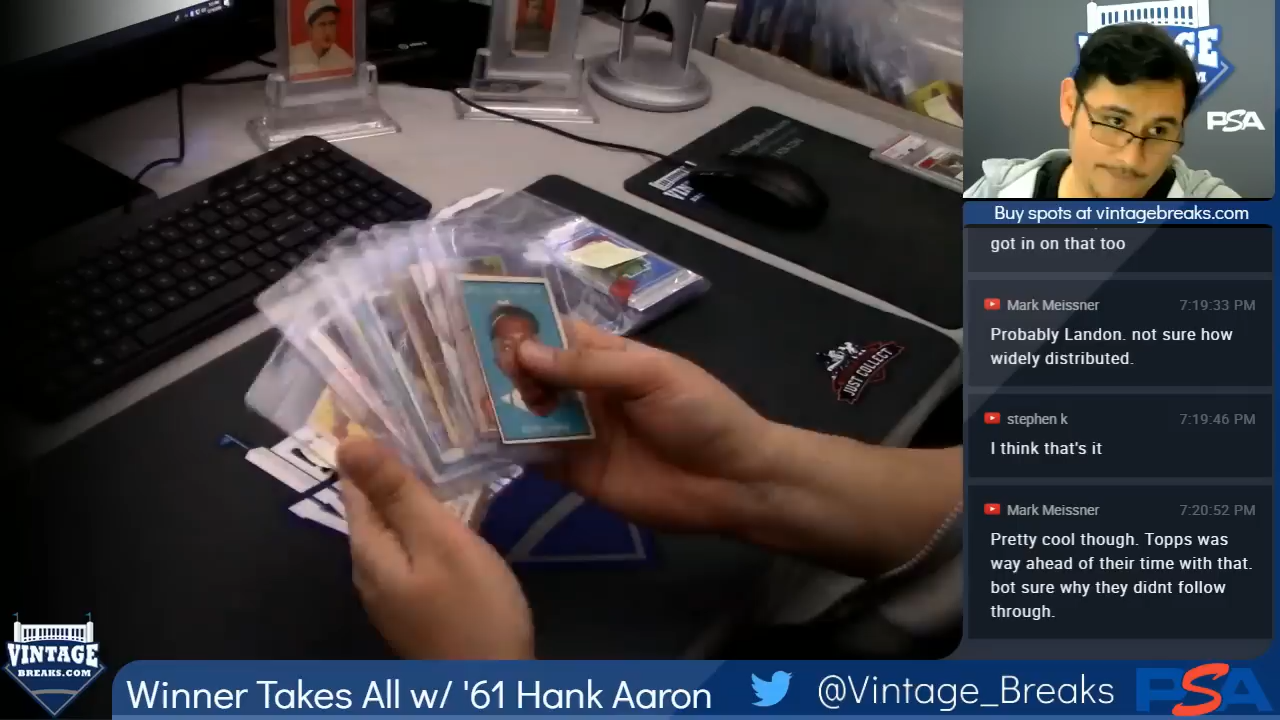 VINTAGE
PSA
Buy spots at vintagebreaks.com
got in on that too
Mark Meissner 7:19:33 PM
Probably Landon. not sure how
widely distributed.
stephen k 7:19:46 PM
I think that's it
Mark Meissner 7:20:52 PM
Pretty cool though. Topps was
way ahead of their time with that.
bot sure why they didnt follow
through.
JUST COLLECT
VINTAGE
BREAKS.COM
Winner Takes All w/ '61 Hank Aaron
@Vintage_Breaks
PSA